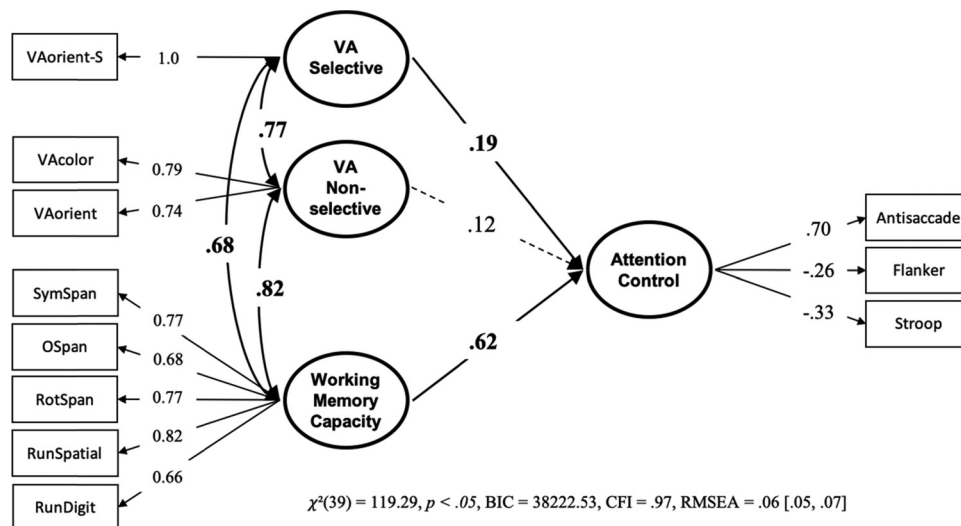 VAorient-S
1.0
VA
Selective
.77
.19
VAcolor
0.79
VAorient
0.74
VA
Non-
selective
.12
.68
.82
Attention
Control
.70
Antisaccade
-.26
Flanker
-.33
Stroop
SymSpan
0.77
OSpan
0.68
RotSpan
0.77
RunSpatial
0.82
RunDigit
0.66
Working
Memory
Capacity
.62
χ²(39) = 119.29, p < .05, BIC = 38222.53, CFI = .97, RMSEA = .06 [.05, .07]